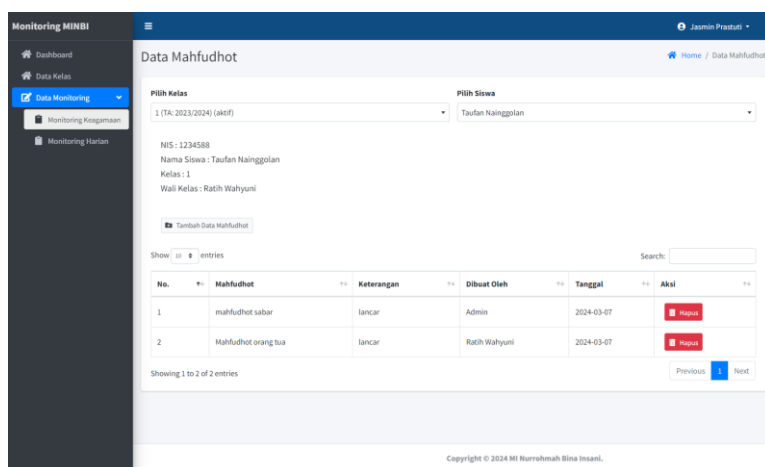 Monitoring MINBI
Jasmin Prastuti
Dashboard
Data Kelas
Data Monitoring
Monitoring Keagamaan
Monitoring Harian
Data Mahfudhot
Home / Data Mahfudhot
Pilih Kelas
Pilih Siswa
1 (TA: 2023/2024) (aktif)
Taufan Nainggolan
NIS : 1234588
Nama Siswa : Taufan Nainggolan
Kelas : 1
Wali Kelas : Ratih Wahyuni
Tambah Data Mahfudhot
Show 10 entries
Search:
No. Mahfudhot Keterangan Dibuat Oleh Tanggal Aksi
1 mahfudhot sabar lancar Admin 2024-03-07 Hapus
2 Mahfudhot orang tua lancar Ratih Wahyuni 2024-03-07 Hapus
Showing 1 to 2 of 2 entries
Previous 1 Next
Copyright © 2024 MI Nurrohmah Bina Insani.